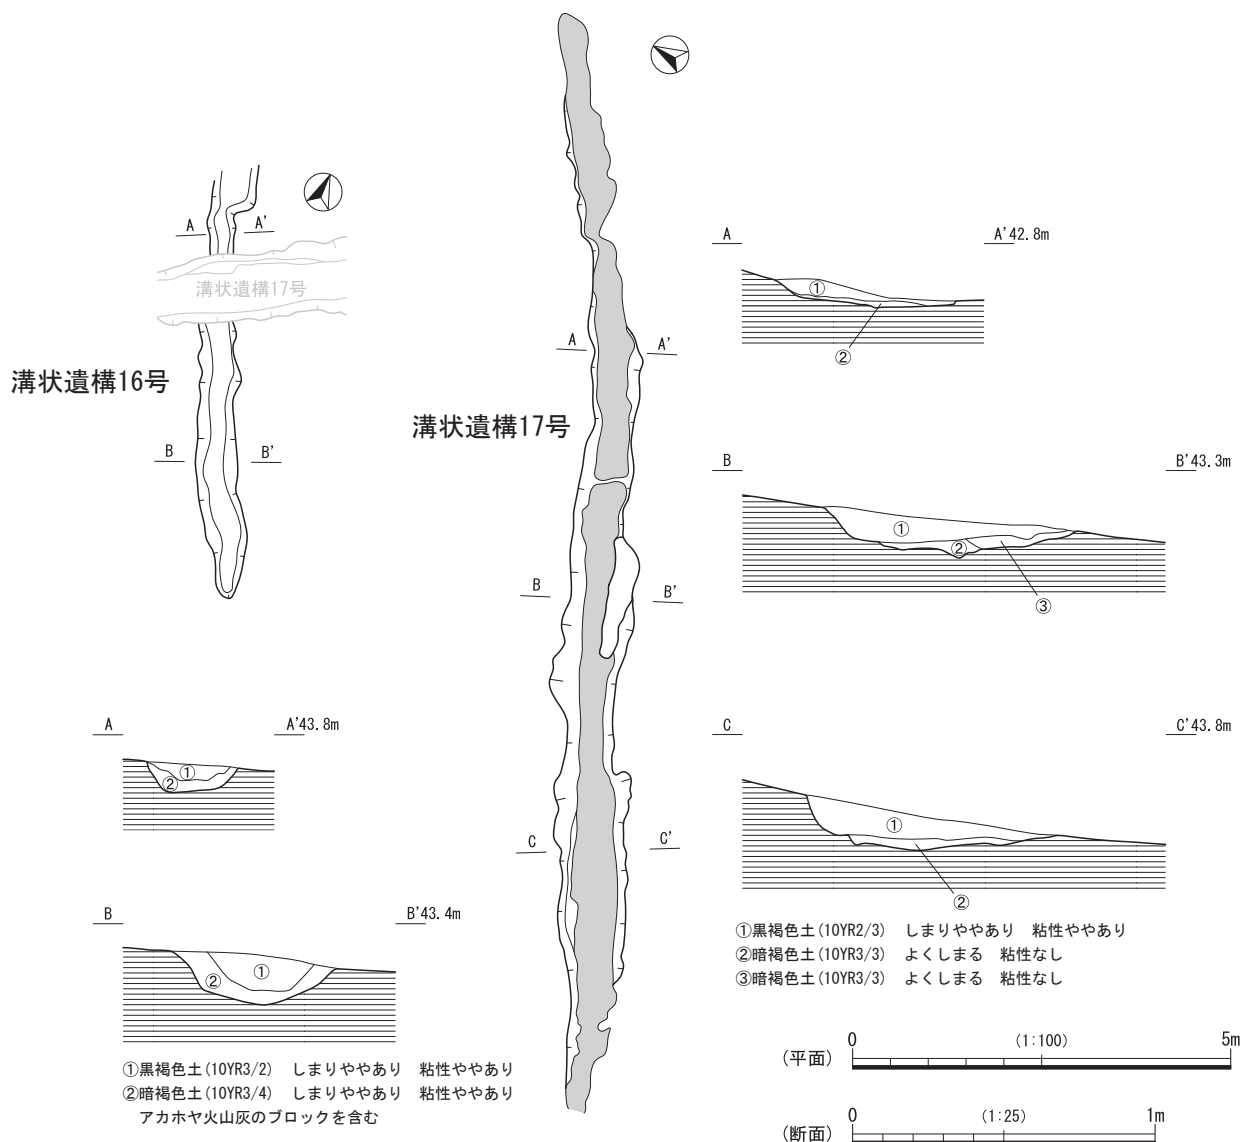 A
A'
溝状遺構17号
溝状遺構16号
B
B'
A
A'43.8m
①
②
B
B'43.4m
①
②
①黒褐色土(10YR3/2) しまりややあり 粘性ややあり
②暗褐色土(10YR3/4) しまりややあり 粘性ややあり
アカホヤ火山灰のブロックを含む
A
A'
溝状遺構17号
B
B'
C
C'
A
A'42.8m
①
②
B
B'43.3m
①
②
③
C
C'43.8m
①
②
①黒褐色土(10YR2/3) しまりややあり 粘性ややあり
②暗褐色土(10YR3/3) よくしまる 粘性なし
③暗褐色土(10YR3/3) よくしまる 粘性なし
(平面) 0 (1:100) 5m
(断面) 0 (1:25) 1m